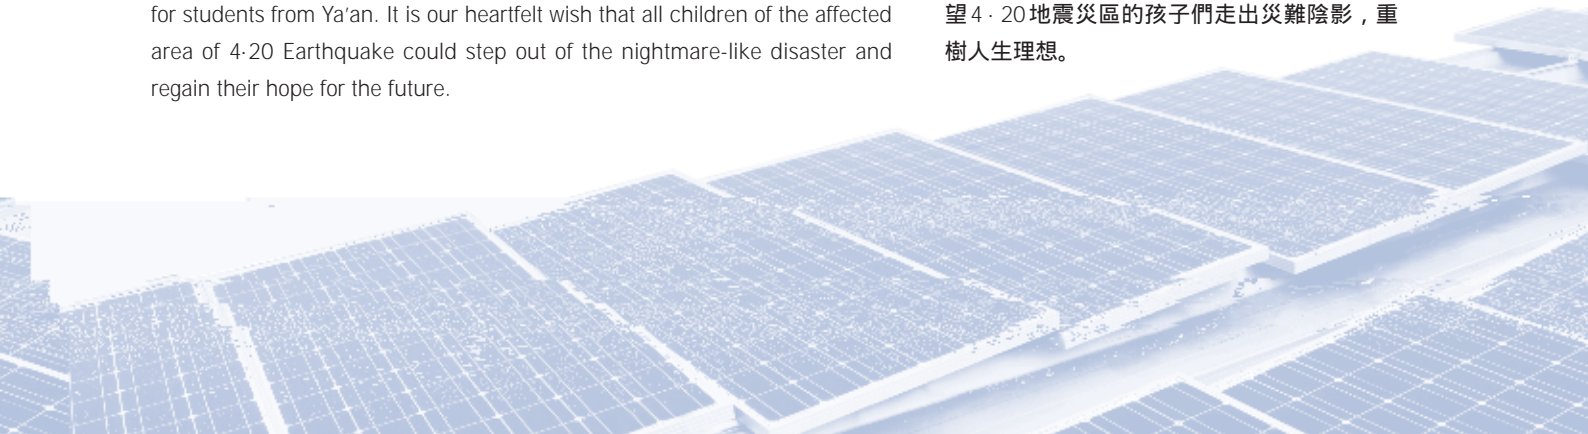 for students from Ya'an. It is our heartfelt wish that all children of the affected
area of 4·20 Earthquake could step out of the nightmare-like disaster and
regain their hope for the future.
望4·20地震災區的孩子們走出災難陰影，重
樹人生理想。